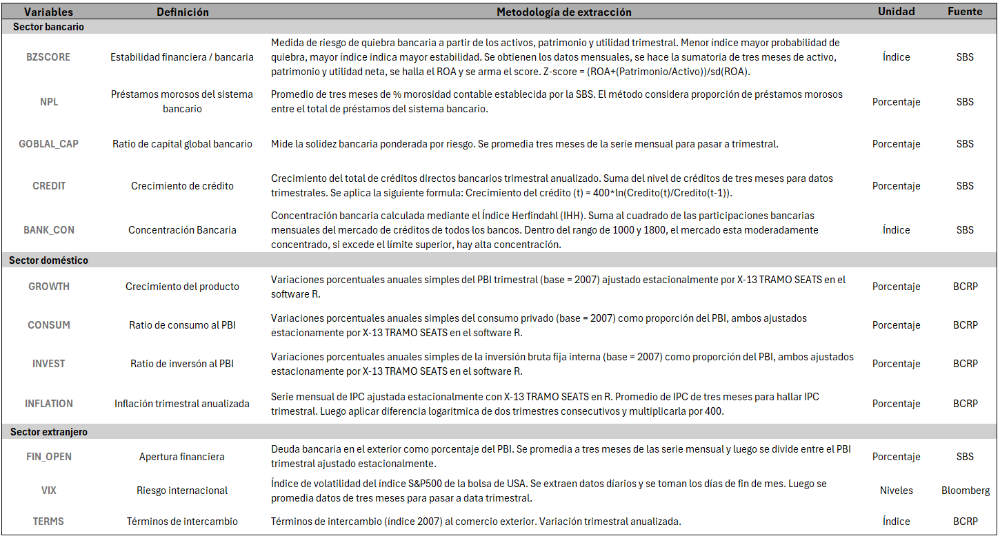 Variables Definición Metodología de extracción Unidad Fuente
Sector bancario
BZSCORE
Estabilidad financiera / bancaria
Medida de riesgo de quiebra bancaria a partir de los activos, patrimonio y utilidad trimestral. Menor índice mayor probabilidad de
quiebra, mayor índice indica mayor estabilidad. Se obtienen los datos mensuales, se hace la sumatoria de tres meses de activo,
patrimonio y utilidad neta, se halla el ROA y se arma el score. Z-score = (ROA+(Patrimonio/Activo))/sd(ROA).
Índice
SBS
NPL
Préstamos morosos del sistema
bancario
Promedio de tres meses de % morosidad contable establecida por la SBS. El método considera proporción de préstamos morosos
entre el total de préstamos del sistema bancario.
Porcentaje
SBS
GOBLAL_CAP
Ratio de capital global bancario
Mide la solidez bancaria ponderada por riesgo. Se promedia tres meses de la serie mensual para pasar a trimestral.
Porcentaje
SBS
CREDIT
Crecimiento de crédito
Crecimiento del total de créditos directos bancarios trimestral anualizado. Suma del nivel de créditos de tres meses para datos
trimestrales. Se aplica la siguiente formula: Crecimiento del crédito (t) = 400*ln(Credito(t)/Credito(t-1)).
Porcentaje
SBS
BANK_CON
Concentración Bancaria
Concentración bancaria calculada mediante el Índice Herfindahl (IHH). Suma al cuadrado de las participaciones bancarias
mensuales del mercado de créditos de todos los bancos. Dentro del rango de 1000 y 1800, el mercado esta moderadamente
concentrado, si excede el límite superior, hay alta concentración.
Índice
SBS
Sector doméstico
GROWTH
Crecimiento del producto
Variaciones porcentuales anuales simples del PBI trimestral (base = 2007) ajustado estacionalmente por X-13 TRAMO SEATS en el
software R.
Porcentaje
BCRP
CONSUM
Ratio de consumo al PBI
Variaciones porcentuales anuales simples del consumo privado (base = 2007) como proporción del PBI, ambos ajustados
estacionamente por X-13 TRAMO SEATS en el software R.
Porcentaje
BCRP
INVEST
Ratio de inversón al PBI
Variaciones porcentuales anuales simples de la inversión bruta fija interna (base = 2007) como proporción del PBI, ambos ajustados
estacionamente por X-13 TRAMO SEATS en el software R.
Porcentaje
BCRP
INFLATION
Inflación trimestral anualizada
Serie mensual de IPC ajustada estacionalmente con X-13 TRAMO SEATS en R. Promedio de IPC de tres meses para hallar IPC
trimestral. Luego aplicar diferencia logaritmica de dos trimestres consecutivos y multiplicarla por 400.
Porcentaje
BCRP
Sector extranjero
FIN_OPEN
Apertura financiera
Deuda bancaria en el exterior como porcentaje del PBI. Se promedia a tres meses de las serie mensual y luego se divide entre el PBI
trimestral ajustado estacionalmente.
Porcentaje
SBS
VIX
Riesgo internacional
Índice de volatilidad del índice S&P500 de la bolsa de USA. Se extraen datos díarios y se toman los días de fin de mes. Luego se
promedia datos de tres meses para pasar a data trimestral.
Niveles
Bloomberg
TERMS
Términos de intercambio
Términos de intercambio (índice 2007) al comercio exterior. Variación trimestral anualizada.
Índice
BCRP